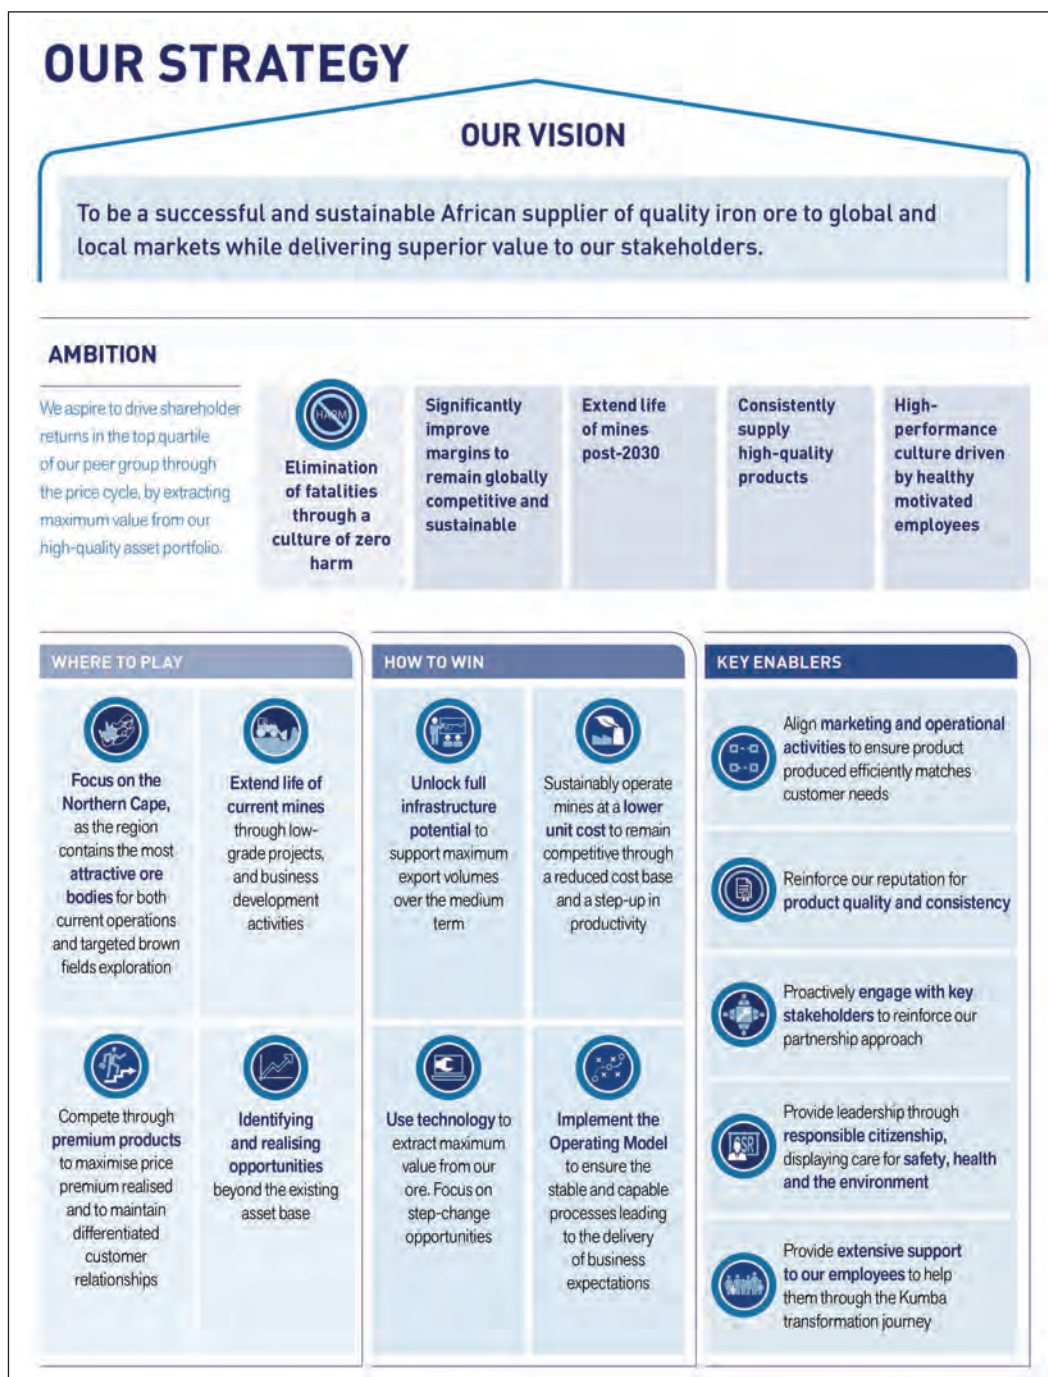 OUR STRATEGY
OUR VISION
To be a successful and sustainable African supplier of quality iron ore to global and
local markets while delivering superior value to our stakeholders.
AMBITION
We aspire to drive shareholder
returns in the top quartile
of our peer group through
the price cycle, by extracting
maximum value from our
high-quality asset portfolio.
HARM
Elimination
of fatalities
through a
culture of zero
harm
Significantly
improve
margins to
remain globally
competitive and
sustainable
Extend life
of mines
post-2030
Consistently
supply
high-quality
products
High-
performance
culture driven
by healthy
motivated
employees
WHERE TO PLAY
Focus on the
Northern Cape,
as the region
contains the most
attractive ore
bodies for both
current operations
and targeted brown
fields exploration
Extend life of
current mines
through low-
grade projects,
and business
development
activities
Compete through
premium products
to maximise price
premium realised
and to maintain
differentiated
customer
relationships
Identifying
and realising
opportunities
beyond the existing
asset base
HOW TO WIN
Unlock full
infrastructure
potential to
support maximum
export volumes
over the medium
term
Sustainably operate
mines at a lower
unit cost to remain
competitive through
a reduced cost base
and a step-up in
productivity
Use technology to
extract maximum
value from our
ore. Focus on
step-change
opportunities
Implement the
Operating Model
to ensure the
stable and capable
processes leading
to the delivery
of business
expectations
KEY ENABLERS
Align marketing and operational
activities to ensure product
produced efficiently matches
customer needs
Reinforce our reputation for
product quality and consistency
Proactively engage with key
stakeholders to reinforce our
partnership approach
CSR
Provide leadership through
responsible citizenship,
displaying care for safety, health
and the environment
Provide extensive support
to our employees to help
them through the Kumba
transformation journey